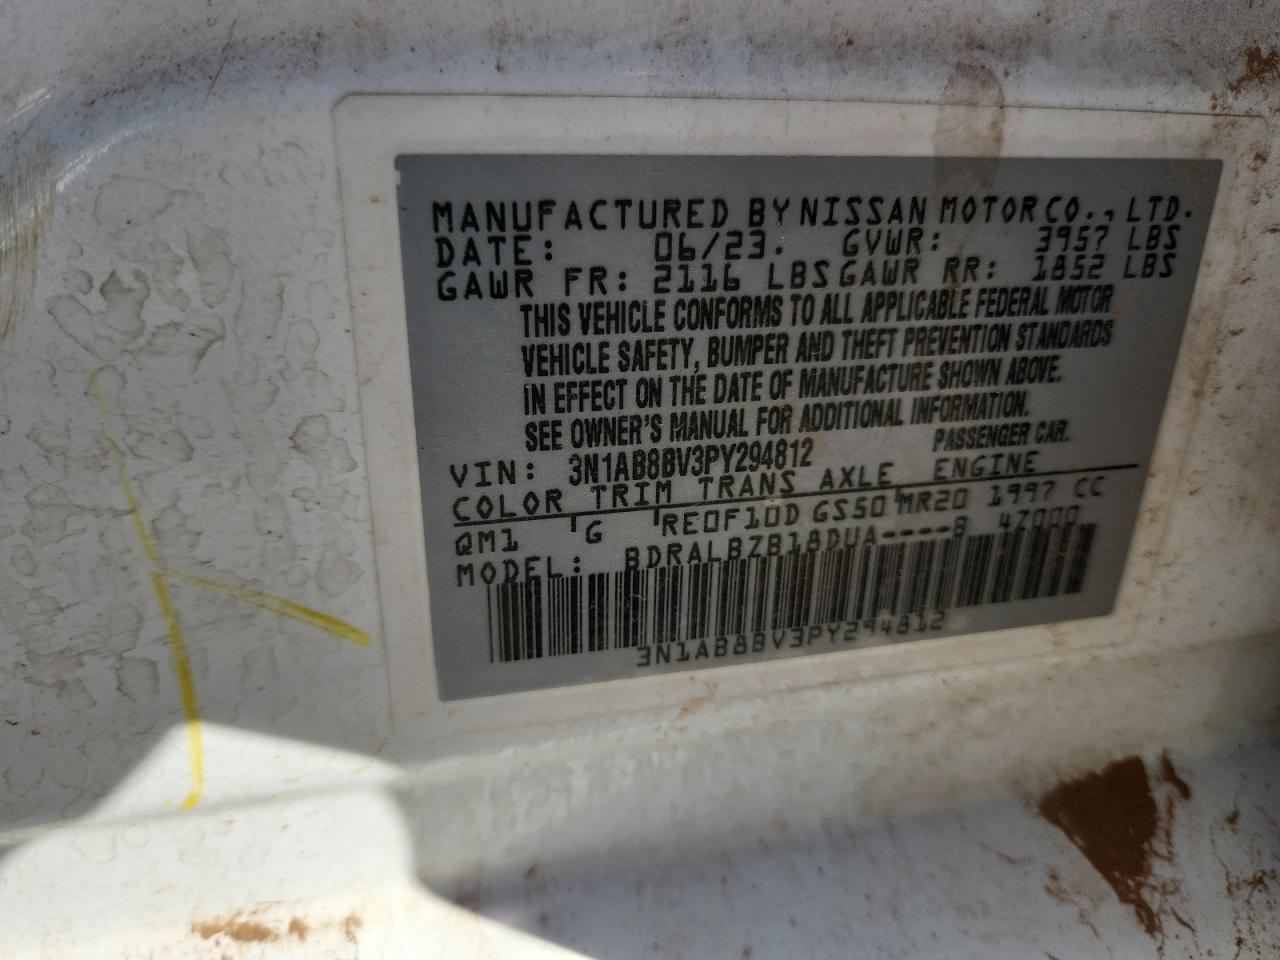 MANUFACTURED BY NISSAN MOTOR CO., LTD.
DATE: 06/23. GVWR: 3957 LBS
GAWR FR: 2116 LBS GAWR RR: 1852 LBS
THIS VEHICLE CONFORMS TO ALL APPLICABLE FEDERAL MOTOR
VEHICLE SAFETY, BUMPER AND THEFT PREVENTION STANDARDS
IN EFFECT ON THE DATE OF MANUFACTURE SHOWN ABOVE.
SEE OWNER'S MANUAL FOR ADDITIONAL INFORMATION.
VIN: 3N1AB8BV3PY294812 PASSENGER CAR.
COLOR TRIM TRANS AXLE ENGINE
QM1 'G 'RE0F10D GS50 'MR20 1997 CC
MODEL: BDRALBZB18DUA----B 4Z000
3N1AB8BV3PY294812